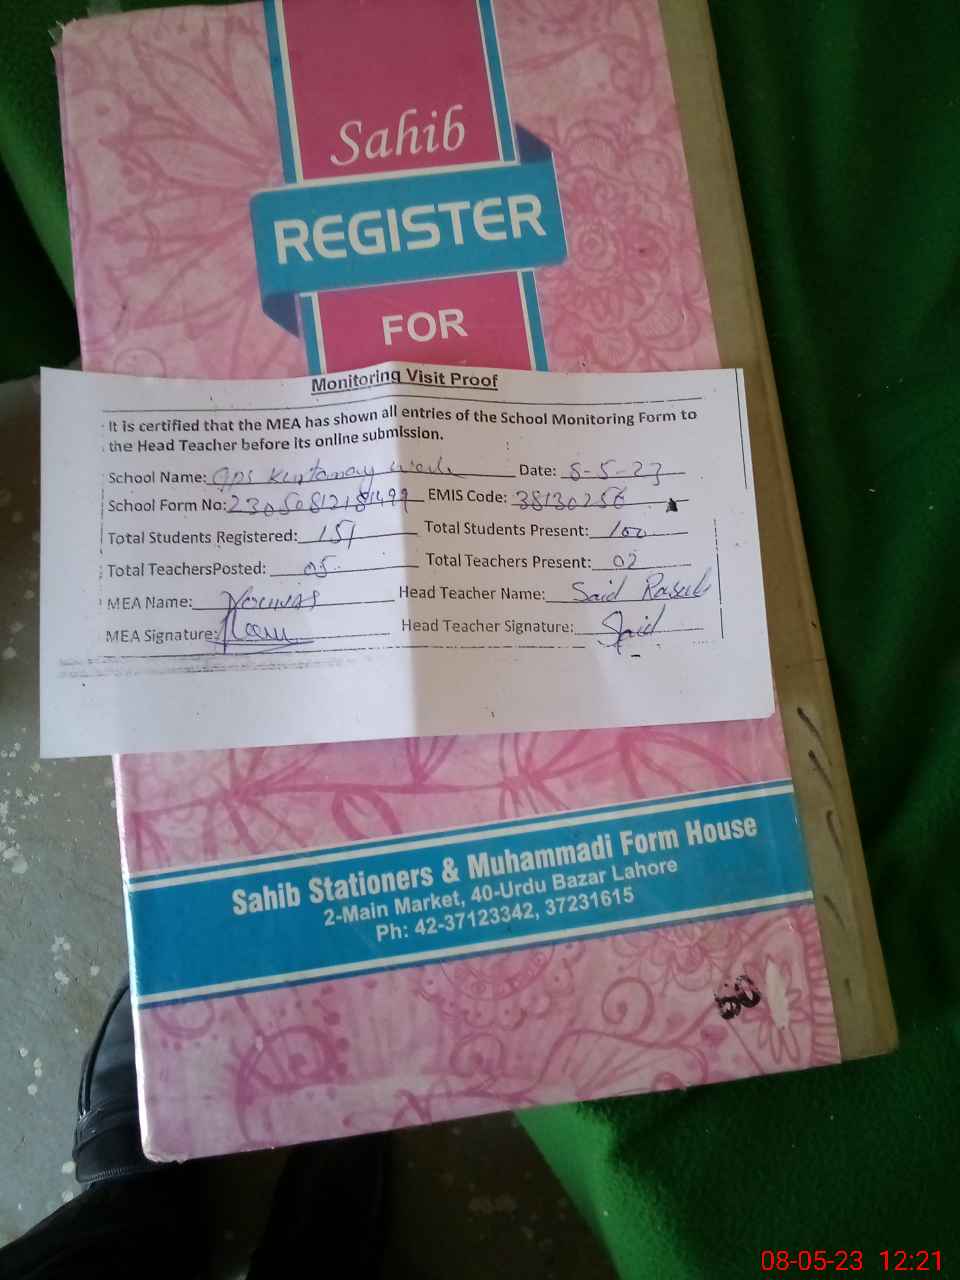 Sahib
REGISTER
FOR
Monitoring Visit Proof
It is certified that the MEA has shown all entries of the School Monitoring Form to
the Head Teacher before its online submission.
School Name: GPS Date: 8-5-23
School Form No: EMIS Code: 38130256
Total Students Registered: 151 Total Students Present: 100
Total TeachersPosted: 05 Total Teachers Present: 02
MEA Name: Head Teacher Name: Said Rasul
MEA Signature: Head Teacher Signature: Said
Sahib Stationers & Muhammadi Form House
2-Main Market, 40-Urdu Bazar Lahore
Ph: 42-37123342, 37231615
08-05-23 12:21